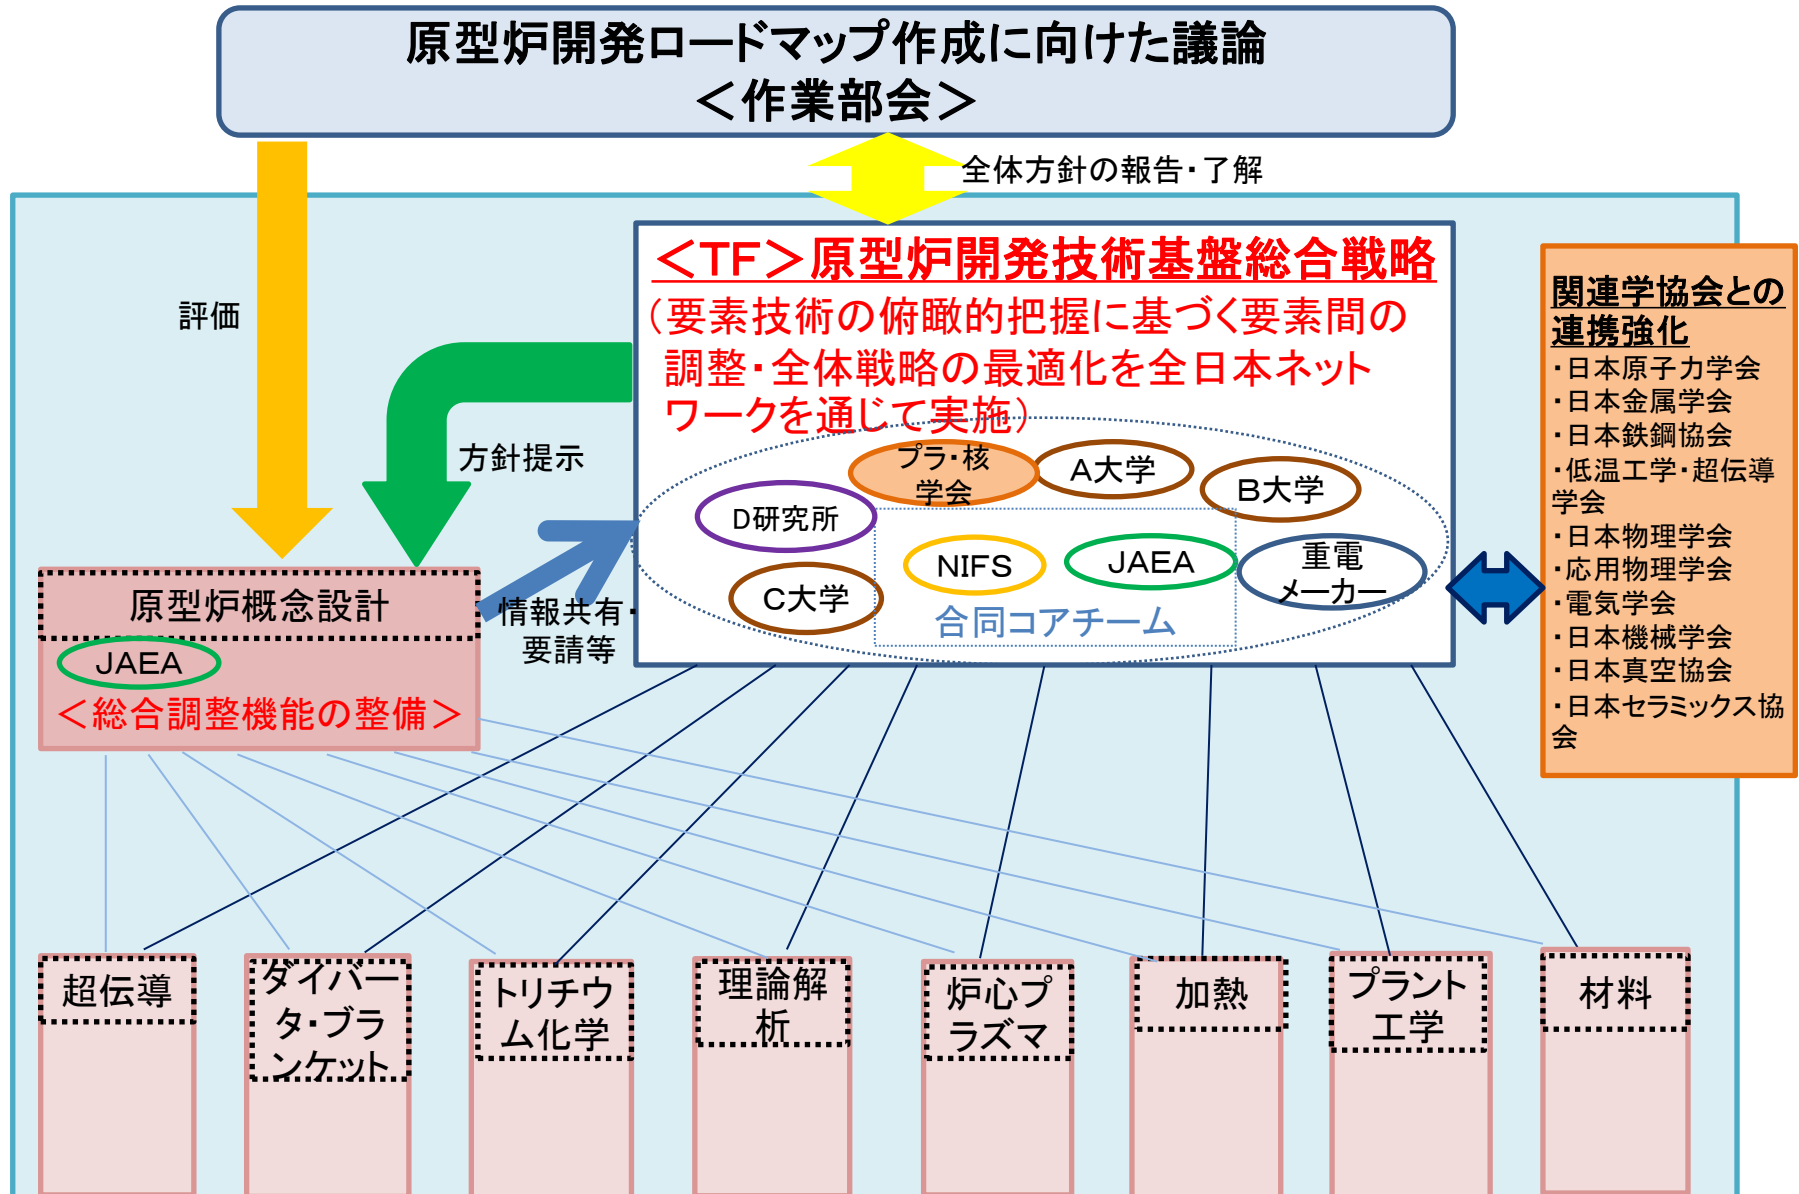 原型炉開発ロードマップ作成に向けた議論
＜作業部会＞
全体方針の報告・了解
評価
＜TF＞原型炉開発技術基盤総合戦略
（要素技術の俯瞰的把握に基づく要素間の
調整・全体戦略の最適化を全日本ネット
ワークを通じて実施）
プラ・核
学会
A大学
B大学
D研究所
NIFS
JAEA
重電
メーカー
C大学
合同コアチーム
関連学協会との
連携強化
・日本原子力学会
・日本金属学会
・日本鉄鋼協会
・低温工学・超伝導
学会
・日本物理学会
・応用物理学会
・電気学会
・日本機械学会
・日本真空協会
・日本セラミックス協
会
方針提示
情報共有・
要請等
原型炉概念設計
JAEA
＜総合調整機能の整備＞
超伝導
ダイバー
タ・ブラ
ンケット
トリチウ
ム化学
理論解
析
炉心プ
ラズマ
加熱
プラント
工学
材料